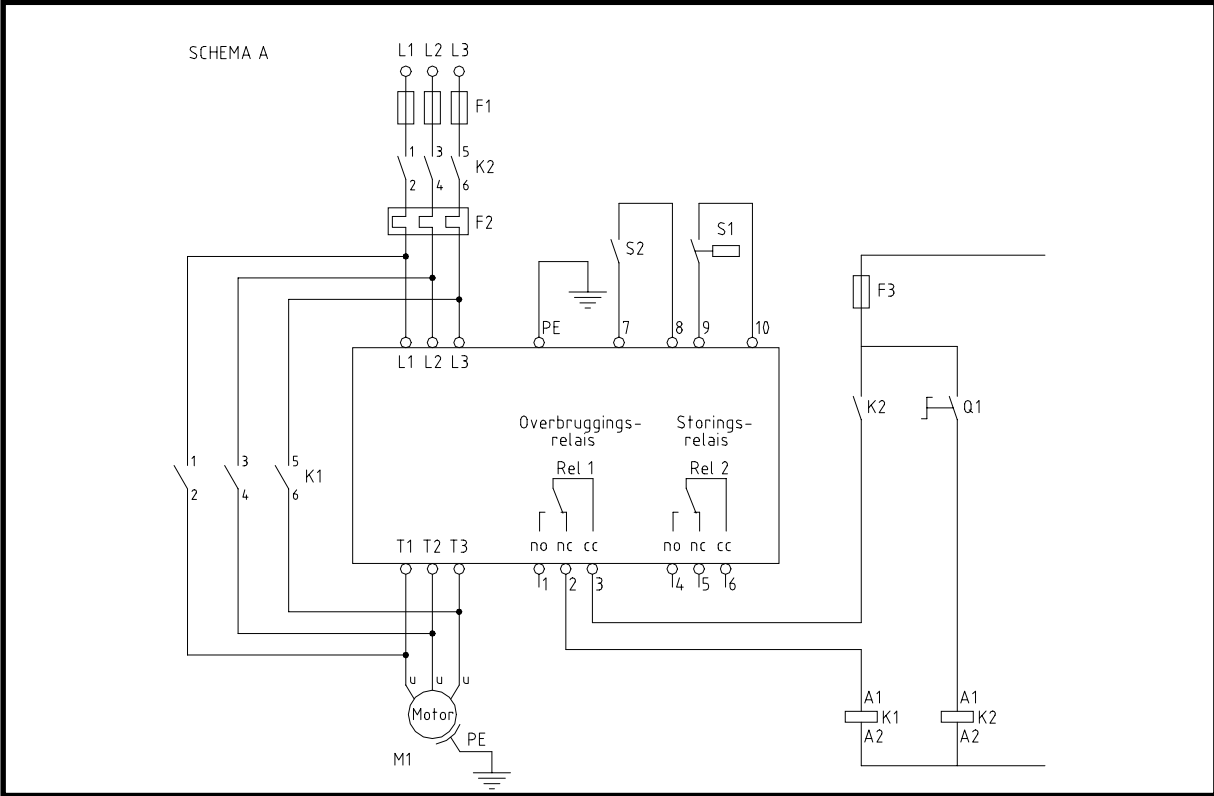 SCHEMA A
L1 L2 L3
F1
1 3 5
K2
2 4 6
F2
S2
S1
F3
PE
7
8
9
10
L1 L2 L3
K2
Q1
Overbruggings-
relais
Storings-
relais
Rel 1
Rel 2
1 3 5
K1
2 4 6
T1 T2 T3
no nc cc
no nc cc
1 2 3
4 5 6
u u u
Motor
PE
M1
A1
K1
A2
A1
K2
A2